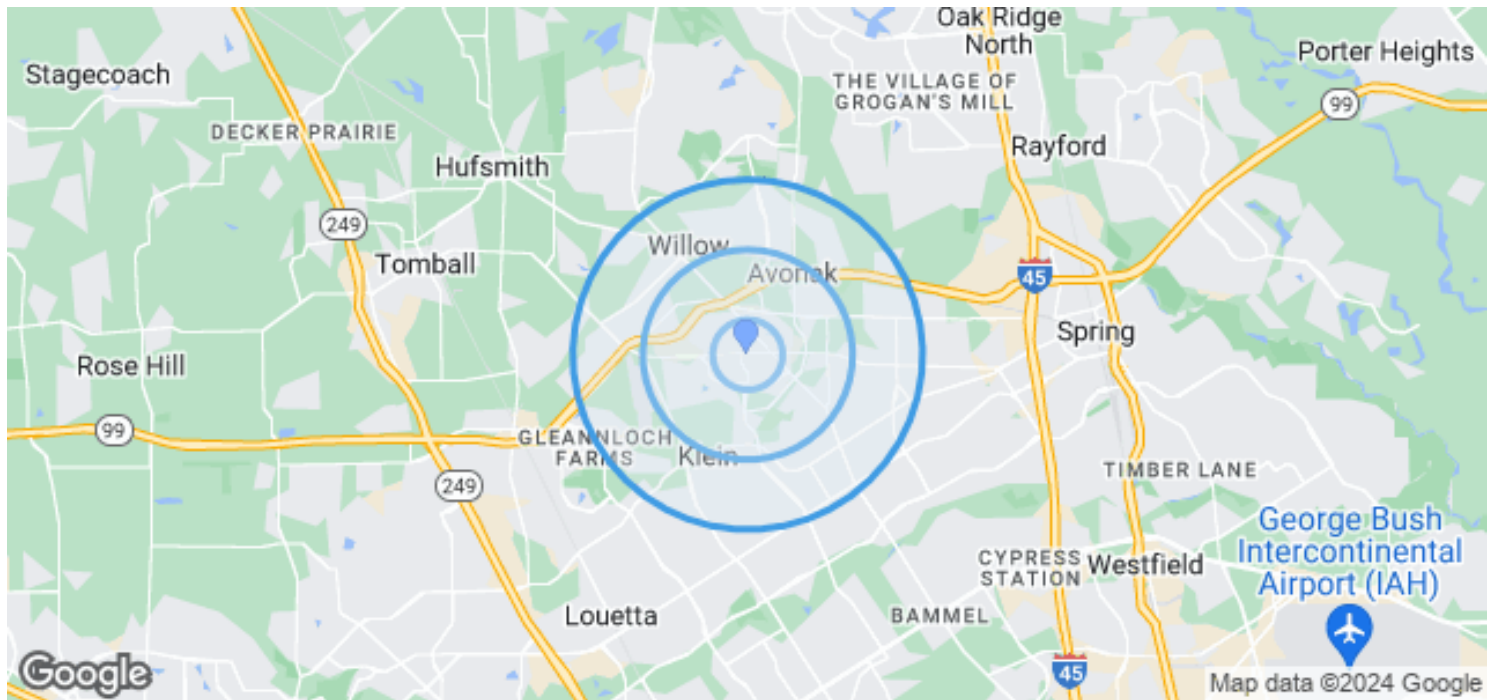 Oak Ridge
North
Porter Heights
Stagecoach
THE VILLAGE OF
GROGAN'S MILL
99
DECKER PRAIRIE
Rayford
Hufsmith
249
Willow
Tomball
Avonak
45
Spring
Rose Hill
99
GLEANNLOCH
FARMS
Klein
TIMBER LANE
249
George Bush
Intercontinental
Airport (IAH)
CYPRESS
STATION
Westfield
Louetta
BAMMEL
45
Google
Map data ©2024 Google